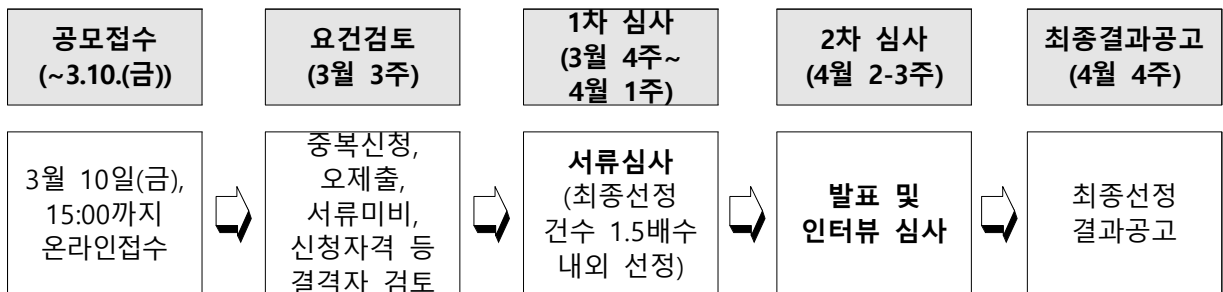 공모접수
(~3.10.(금))
요건검토
(3월 3주)
1차 심사
(3월 4주~
4월 1주)
2차 심사
(4월 2-3주)
최종결과공고
(4월 4주)
3월 10일(금),
15:00까지
온라인접수
중복신청,
오제출,
서류미비,
신청자격 등
결격자 검토
서류심사
(최종선정
건수 1.5배수
내외 선정)
발표 및
인터뷰 심사
최종선정
결과공고